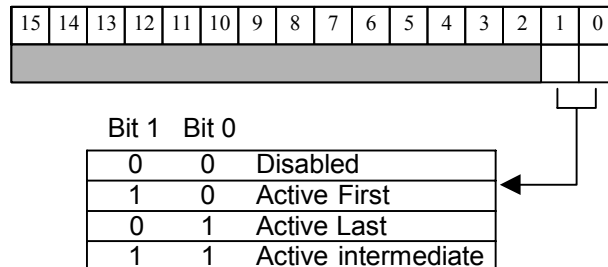 15 14 13 12 11 10 9 8 7 6 5 4 3 2 1 0
Bit 1 Bit 0
0 0 Disabled
1 0 Active First
0 1 Active Last
1 1 Active intermediate